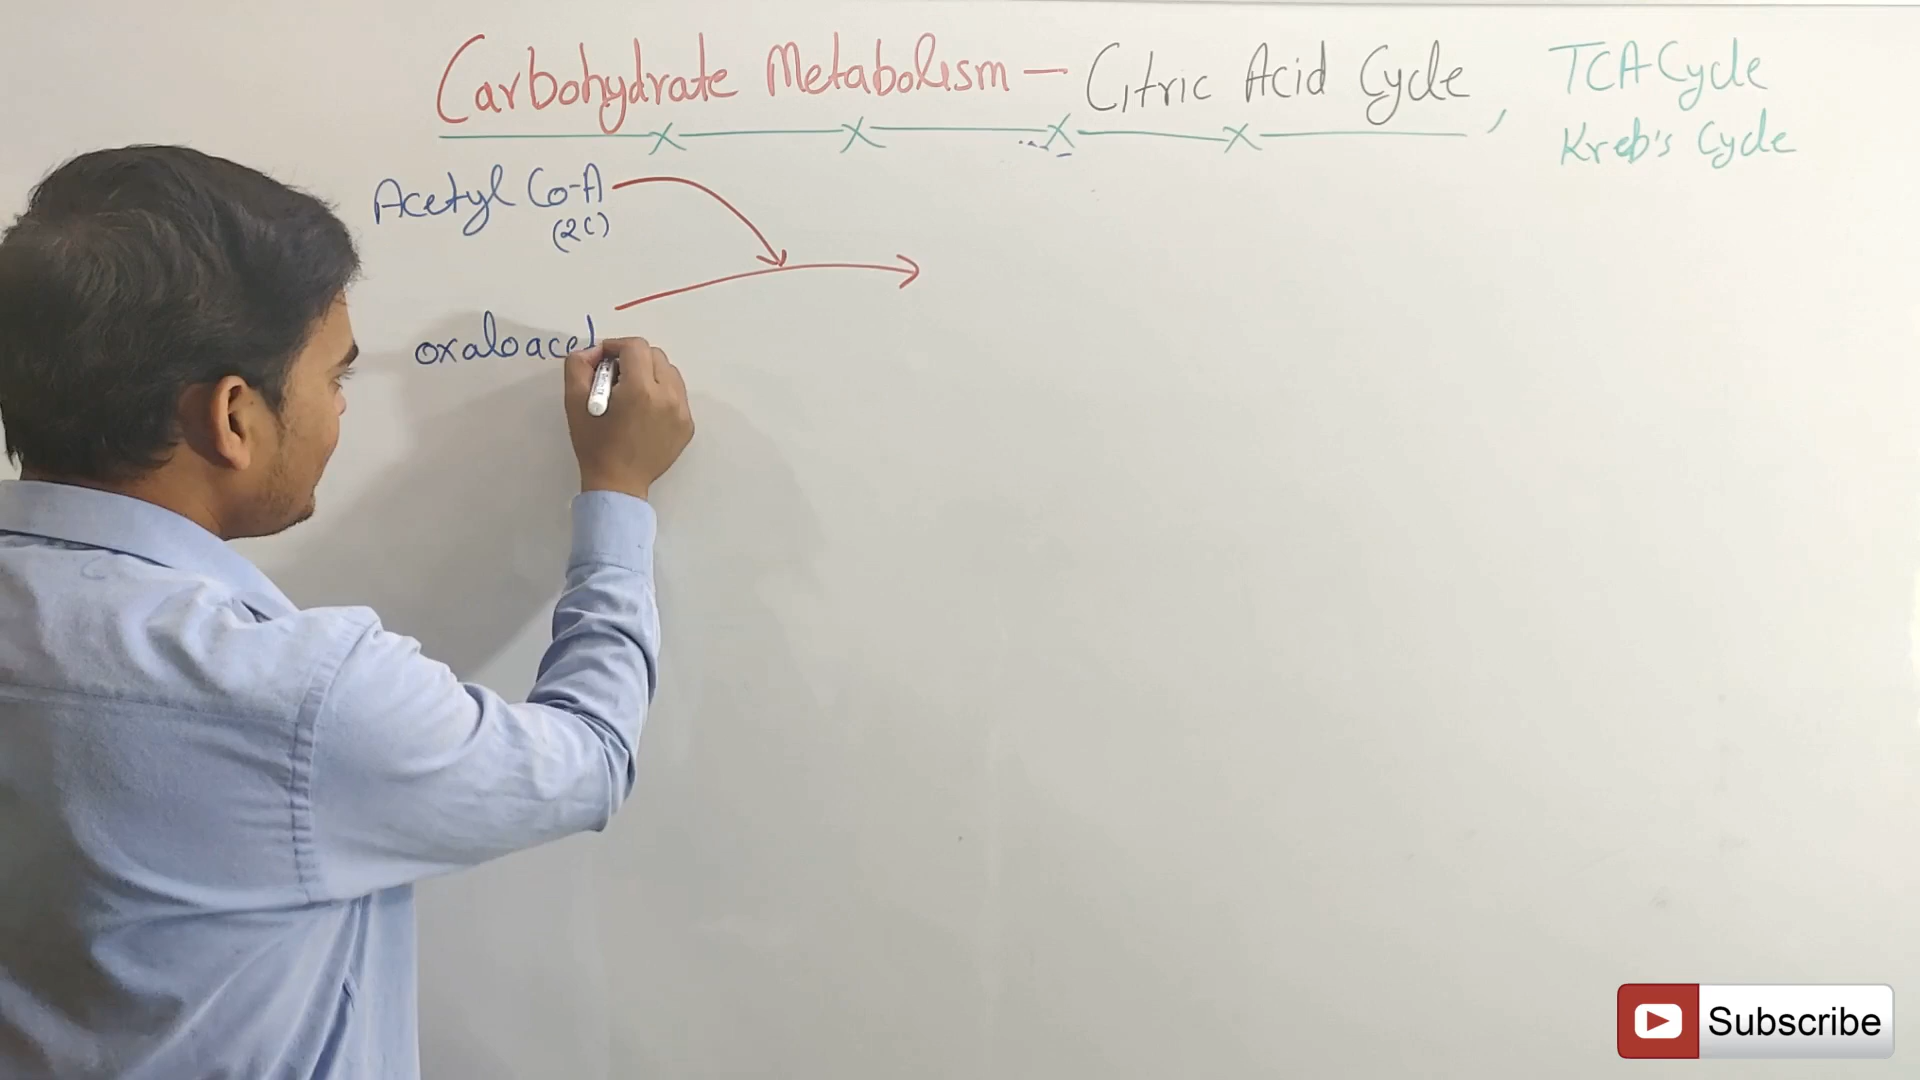 Carbohydrate Metabolism - Citric Acid Cycle, TCA Cycle
Kreb's Cycle
Acetyl Co-A
(2C)
oxaloacet
Subscribe